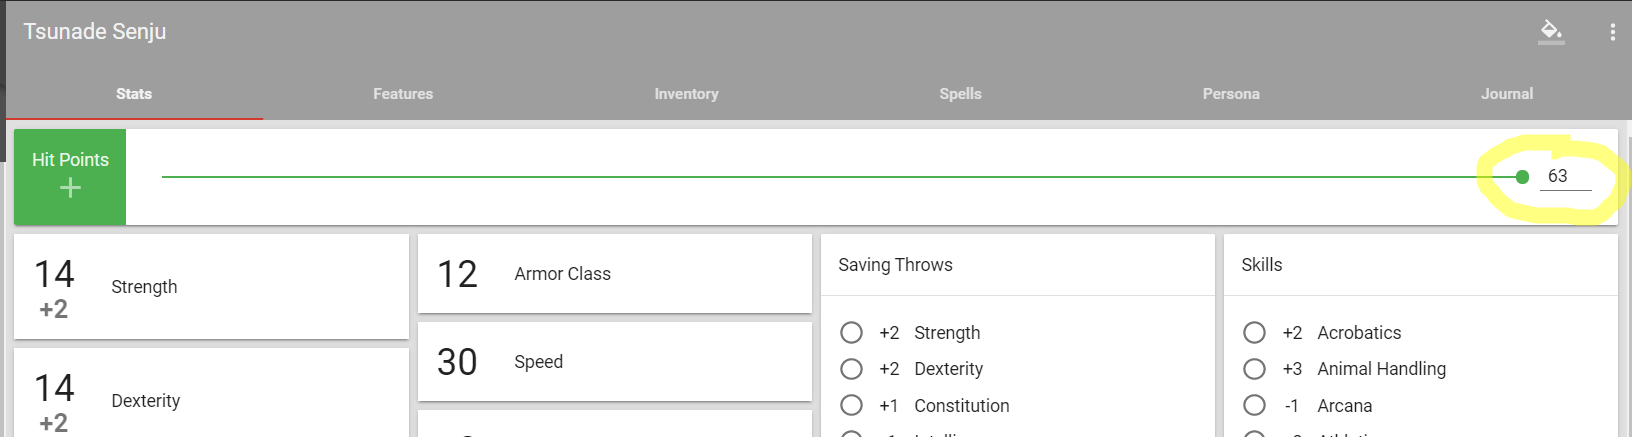 Tsunade Senju
Stats Features Inventory Spells Persona Journal
Hit Points
63
14
+2
Strength
14
+2
Dexterity
12
Armor Class
30
Speed
Saving Throws
+2 Strength
+2 Dexterity
+1 Constitution
Skills
+2 Acrobatics
+3 Animal Handling
-1 Arcana